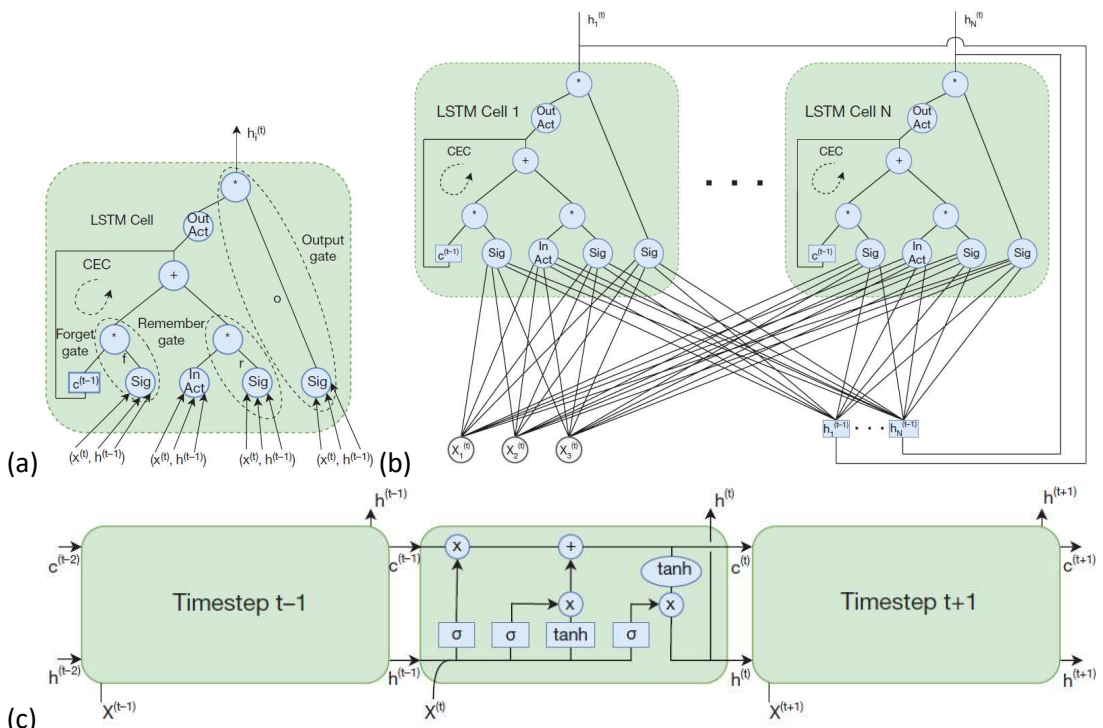 h_i^(t)
*
LSTM Cell
Out Act
Output gate
CEC
+
o
Forget gate
Remember gate
*
*
f
r
c^(t-1)
Sig
In Act
Sig
Sig
(x^(t), h^(t-1))
(x^(t), h^(t-1))
(x^(t), h^(t-1))
(x^(t), h^(t-1))
(a)
h_1^(t)
h_N^(t)
*
LSTM Cell 1
Out Act
CEC
+
*
*
c^(t-1)
Sig
In Act
Sig
Sig
. . .
*
LSTM Cell N
Out Act
CEC
+
*
*
c^(t-1)
Sig
In Act
Sig
Sig
X_1^(t)
X_2^(t)
X_3^(t)
h_1^(t-1)
. . .
h_N^(t-1)
(b)
h^(t-1)
h^(t)
h^(t+1)
c^(t-2)
c^(t-1)
x
+
tanh
c^(t)
c^(t+1)
Timestep t–1
x
x
Timestep t+1
σ
σ
tanh
σ
h^(t-2)
h^(t-1)
h^(t)
h^(t+1)
X^(t-1)
X^(t)
X^(t+1)
(c)